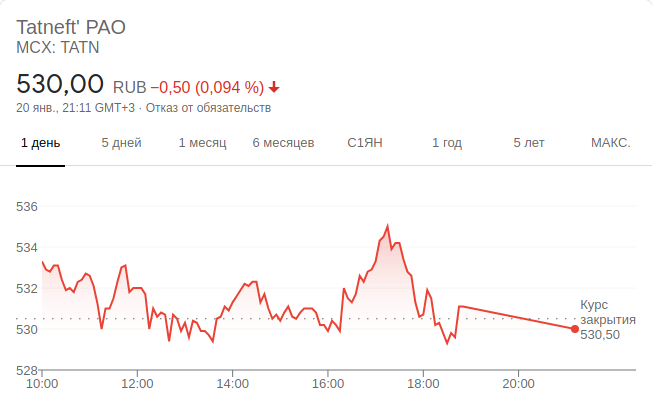 Tatneft' PAO
MCX: TATN
530,00 RUB −0,50 (0,094 %)
20 янв., 21:11 GMT+3 · Отказ от обязательств
1 день 5 дней 1 месяц 6 месяцев С1ЯН 1 год 5 лет МАКС.
536
534
532
Курс
закрытия
530,50
530
528
10:00 12:00 14:00 16:00 18:00 20:00